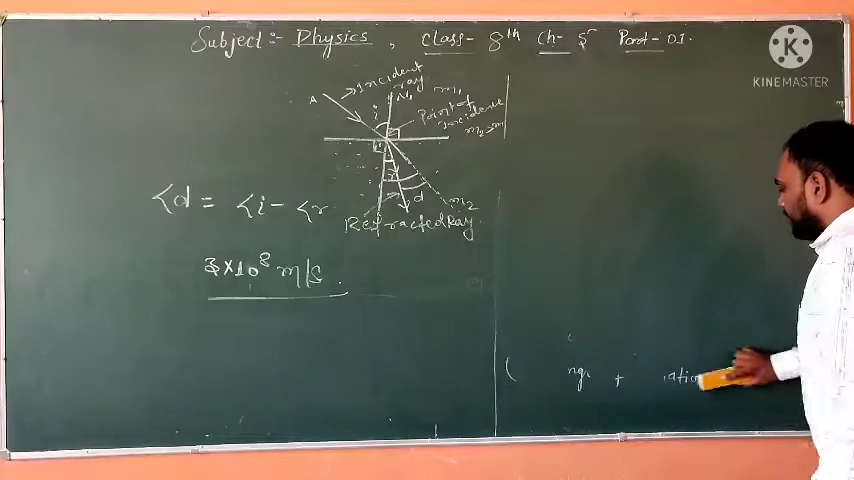 Subject:- Physics, Class- 8th Ch- 5 Part-01.
KINEMASTER
A
Incident
ray
N1
m1
i
Point of
incidence
m2>m1
r
d
m2
Refracted Ray
<d = <i - <r
3×10⁸ m/s.